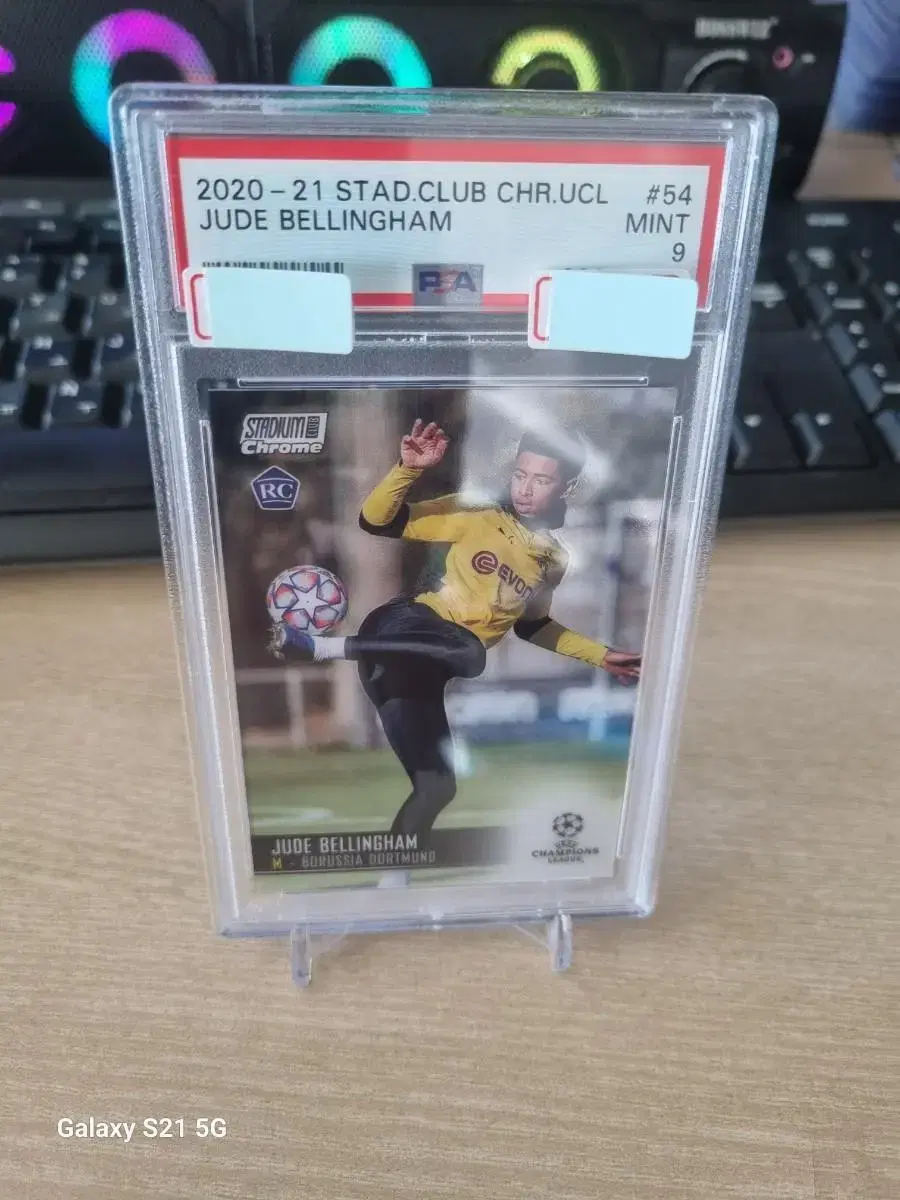 2020-21 STAD.CLUB CHR.UCL #54
JUDE BELLINGHAM MINT
9
PSA
STADIUM CLUB
Chrome
RC
EVON
JUDE BELLINGHAM
M - BORUSSIA DORTMUND
UEFA
CHAMPIONS
LEAGUE
Galaxy S21 5G